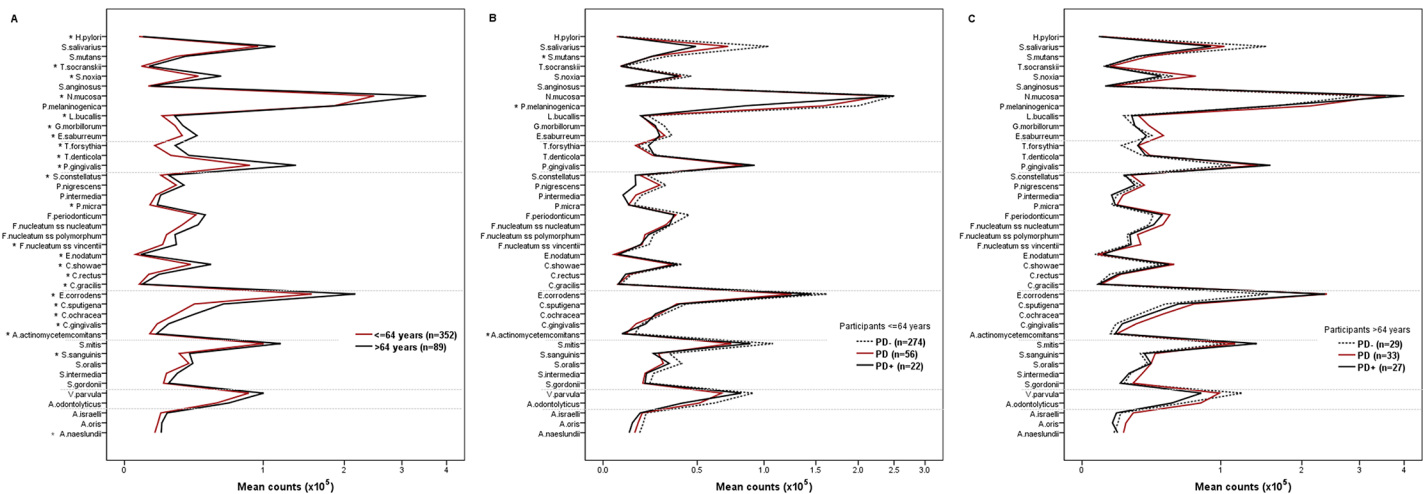 A
* H.pylori
S.salivarius
S.mutans
* T.socranskii
* S.noxia
S.anginosus
* N.mucosa
P.melaninogenica
* L.bucallis
* G.morbillorum
* E.saburreum
* T.forsythia
* T.denticola
* P.gingivalis
* S.constellatus
P.nigrescens
P.intermedia
* P.micra
F.periodonticum
F.nucleatum ss nucleatum
F.nucleatum ss polymorphum
* F.nucleatum ss vincentii
* E.nodatum
* C.showae
* C.rectus
* C.gracilis
* E.corrodens
* C.sputigena
* C.ochracea
* C.gingivalis
* A.actinomycetemcomitans
S.mitis
* S.sanguinis
S.oralis
S.intermedia
S.gordonii
V.parvula
A.odontolyticus
A.israelli
A.oris
+ A.naeslundii
<=64 years (n=352)
>64 years (n=89)
0 1 2 3 4
Mean counts (x10⁵)
B
H.pylori
S.salivarius
* S.mutans
T.socranskii
S.noxia
S.anginosus
N.mucosa
* P.melaninogenica
L.bucallis
G.morbillorum
E.saburreum
T.forsythia
T.denticola
P.gingivalis
S.constellatus
P.nigrescens
P.intermedia
P.micra
F.periodonticum
F.nucleatum ss nucleatum
F.nucleatum ss polymorphum
F.nucleatum ss vincentii
E.nodatum
C.showae
C.rectus
C.gracilis
E.corrodens
C.sputigena
C.ochracea
C.gingivalis
* A.actinomycetemcomitans
S.mitis
S.sanguinis
S.oralis
S.intermedia
S.gordonii
V.parvula
A.odontolyticus
A.israelli
A.oris
A.naeslundii
Participants <=64 years
PD- (n=274)
PD (n=56)
PD+ (n=22)
0.0 0.5 1.0 1.5 2.0 2.5 3.0
Mean counts (x10⁵)
C
H.pylori
S.salivarius
S.mutans
T.socranskii
S.noxia
S.anginosus
N.mucosa
P.melaninogenica
L.bucallis
G.morbillorum
E.saburreum
T.forsythia
T.denticola
P.gingivalis
S.constellatus
P.nigrescens
P.intermedia
P.micra
F.periodonticum
F.nucleatum ss nucleatum
F.nucleatum ss polymorphum
F.nucleatum ss vincentii
E.nodatum
C.showae
C.rectus
C.gracilis
E.corrodens
C.sputigena
C.ochracea
C.gingivalis
A.actinomycetemcomitans
S.mitis
S.sanguinis
S.oralis
S.intermedia
S.gordonii
V.parvula
A.odontolyticus
A.israelli
A.oris
A.naeslundii
Participants >64 years
PD- (n=29)
PD (n=33)
PD+ (n=27)
0 1 2 3 4
Mean counts (x10⁵)